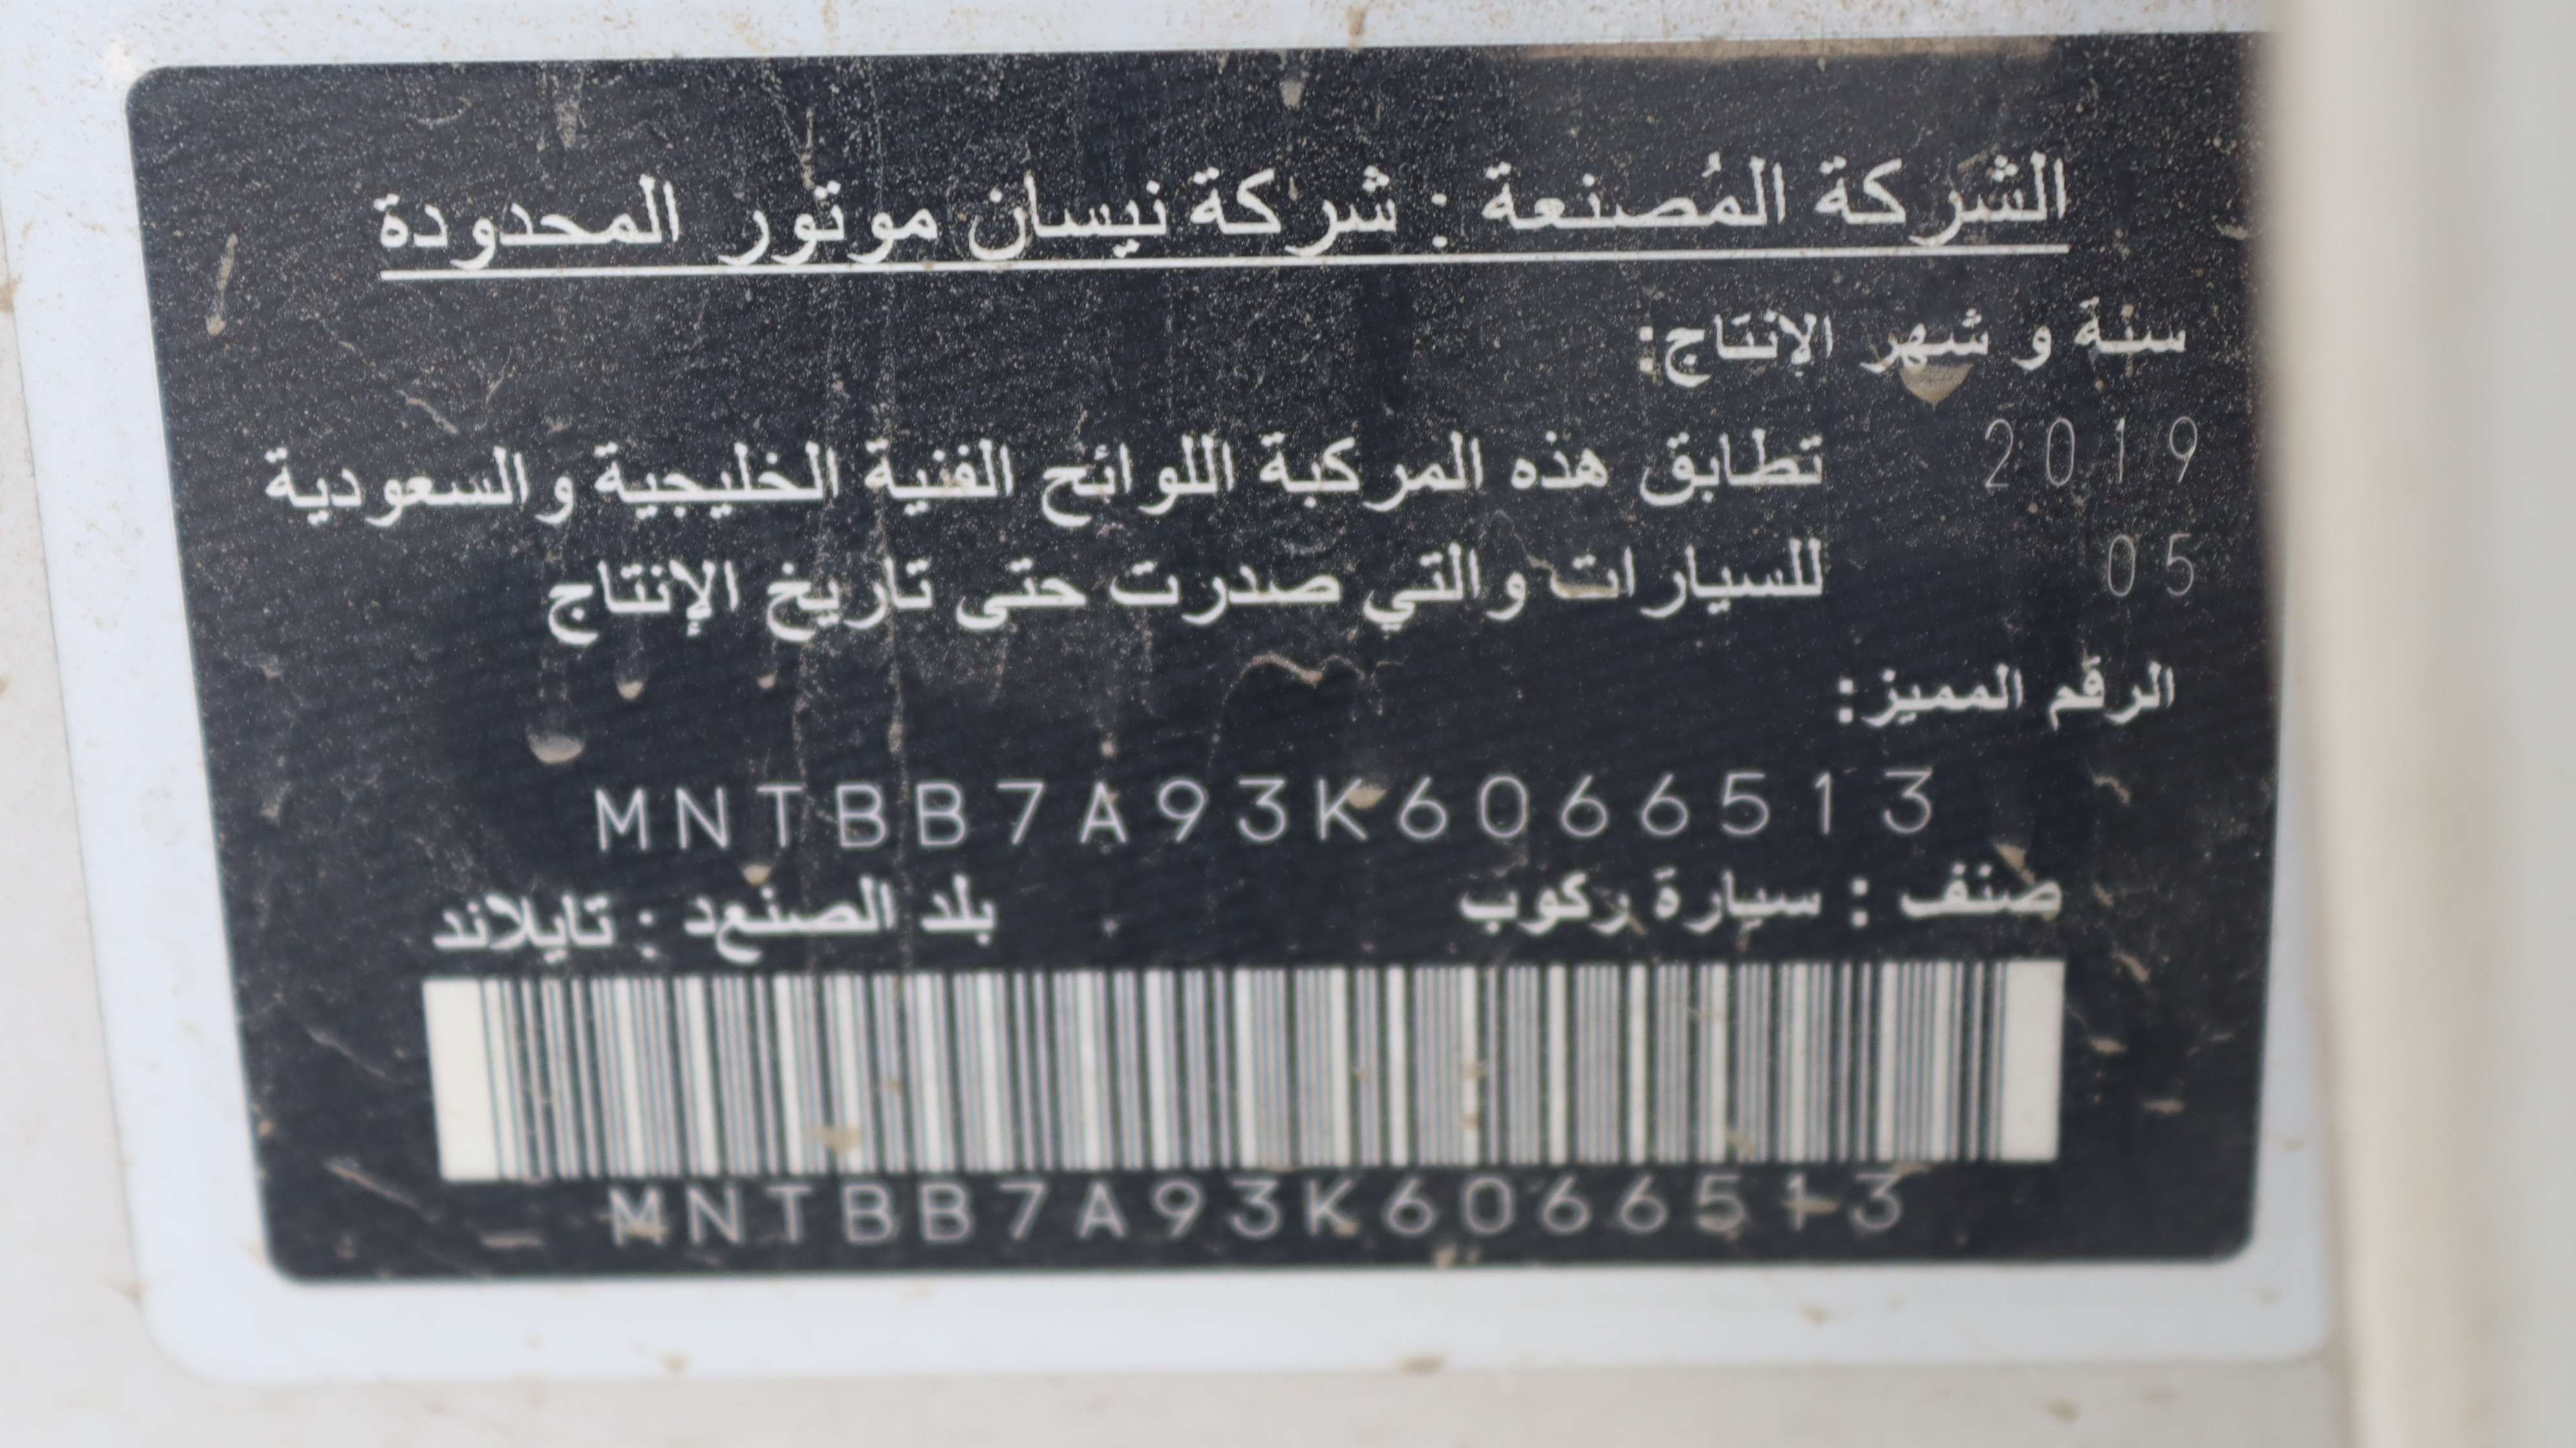 الشركة المُصنعة : شركة نيسان موتور المحدودة
سنة و شهر الإنتاج:
2019 تطابق هذه المركبة اللوائح الفنية الخليجية والسعودية
05 للسيارات والتي صدرت حتى تاريخ الإنتاج
الرقم المميز:
MNTBB7A93K6066513
صنف : سيارة ركوب بلد الصنعد : تايلاند
MNTBB7A93K6066513